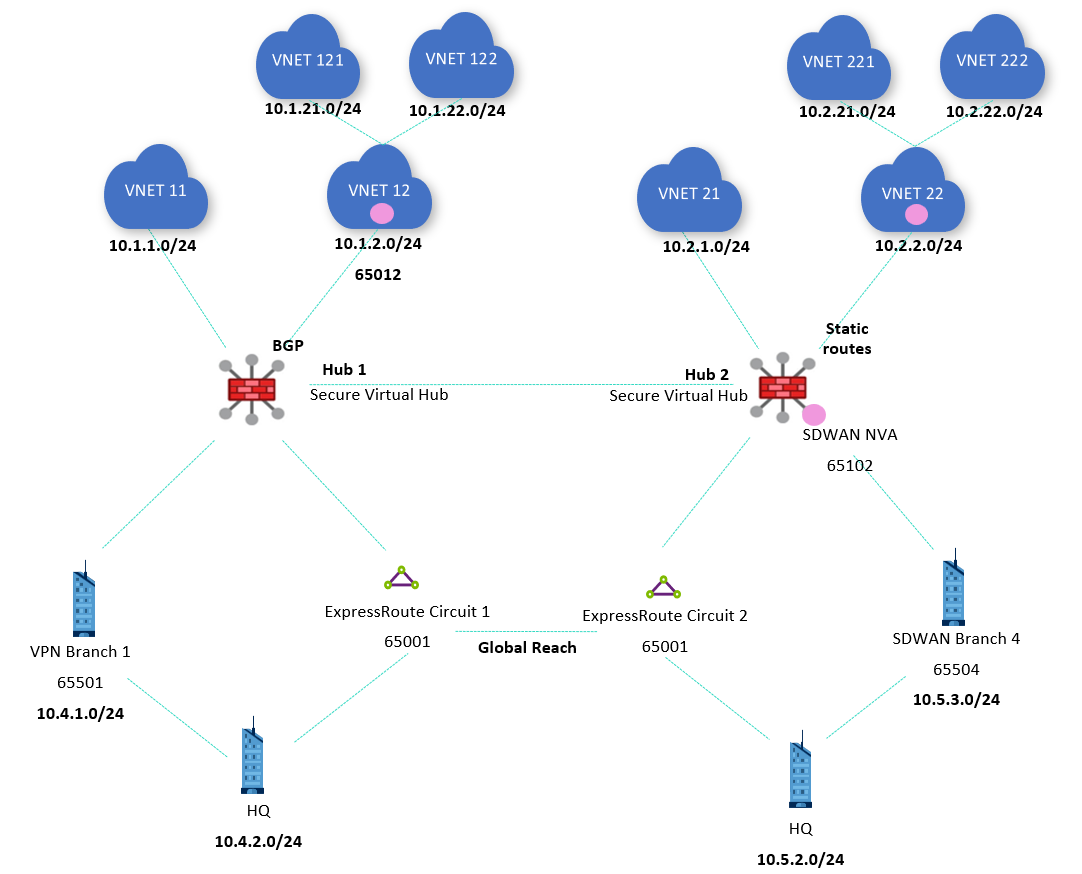 VNET 121
VNET 122
VNET 221
VNET 222
10.1.21.0/24
10.1.22.0/24
10.2.21.0/24
10.2.22.0/24
VNET 11
VNET 12
VNET 21
VNET 22
10.1.1.0/24
10.1.2.0/24
10.2.1.0/24
10.2.2.0/24
65012
BGP
Static
routes
Hub 1
Secure Virtual Hub
Hub 2
Secure Virtual Hub
SDWAN NVA
65102
ExpressRoute Circuit 1
65001
ExpressRoute Circuit 2
65001
Global Reach
VPN Branch 1
65501
10.4.1.0/24
SDWAN Branch 4
65504
10.5.3.0/24
HQ
10.4.2.0/24
HQ
10.5.2.0/24